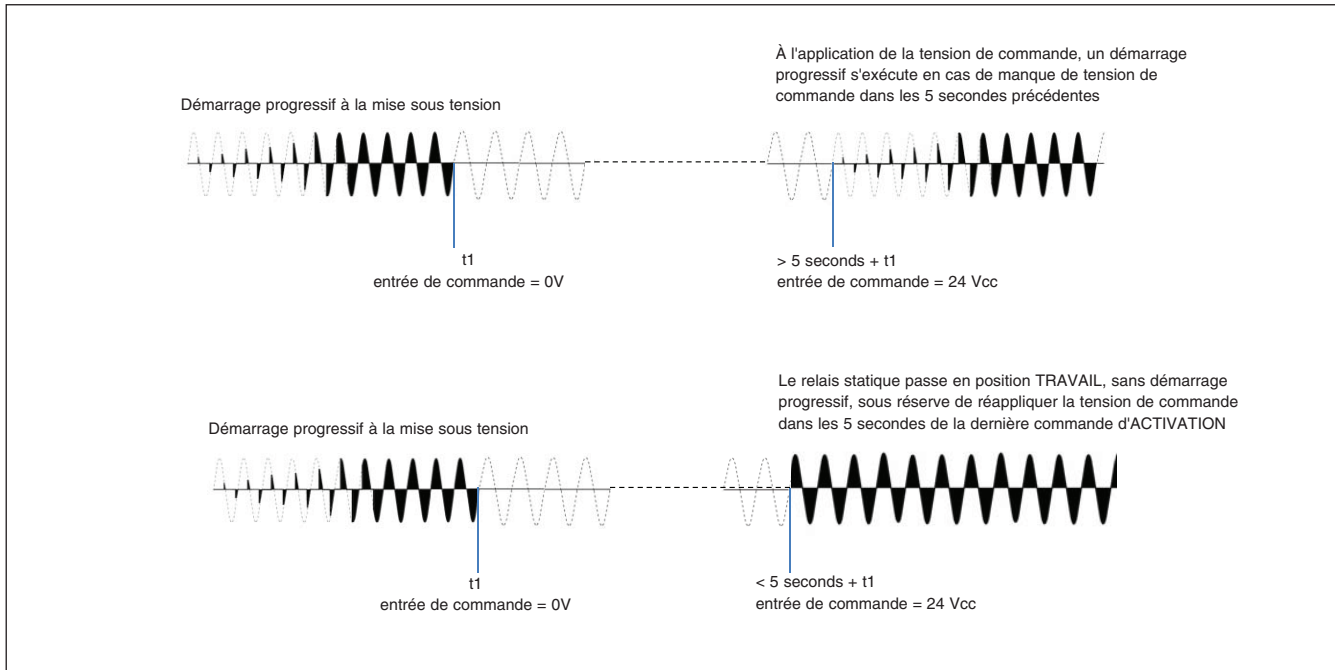 À l'application de la tension de commande, un démarrage
progressif s'exécute en cas de manque de tension de
commande dans les 5 secondes précédentes
Démarrage progressif à la mise sous tension
t1
entrée de commande = 0V
> 5 seconds + t1
entrée de commande = 24 Vcc
Le relais statique passe en position TRAVAIL, sans démarrage
progressif, sous réserve de réappliquer la tension de commande
dans les 5 secondes de la dernière commande d'ACTIVATION
Démarrage progressif à la mise sous tension
t1
entrée de commande = 0V
< 5 seconds + t1
entrée de commande = 24 Vcc